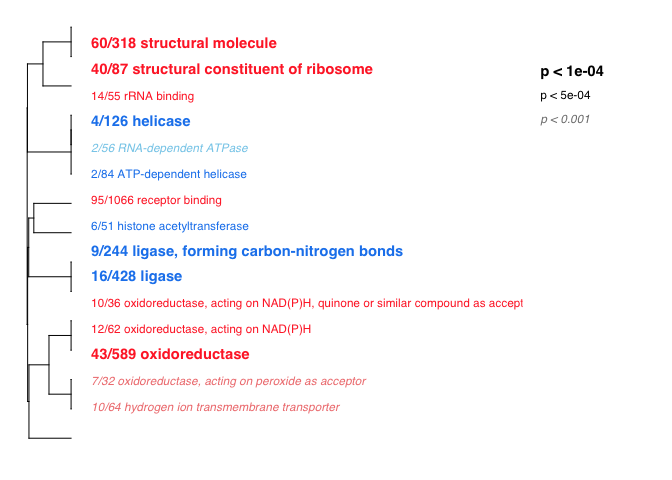 60/318 structural molecule
40/87 structural constituent of ribosome
14/55 rRNA binding
4/126 helicase
2/56 RNA-dependent ATPase
2/84 ATP-dependent helicase
95/1066 receptor binding
6/51 histone acetyltransferase
9/244 ligase, forming carbon-nitrogen bonds
16/428 ligase
10/36 oxidoreductase, acting on NAD(P)H, quinone or similar compound as accept
12/62 oxidoreductase, acting on NAD(P)H
43/589 oxidoreductase
7/32 oxidoreductase, acting on peroxide as acceptor
10/64 hydrogen ion transmembrane transporter
p < 1e-04
p < 5e-04
p < 0.001